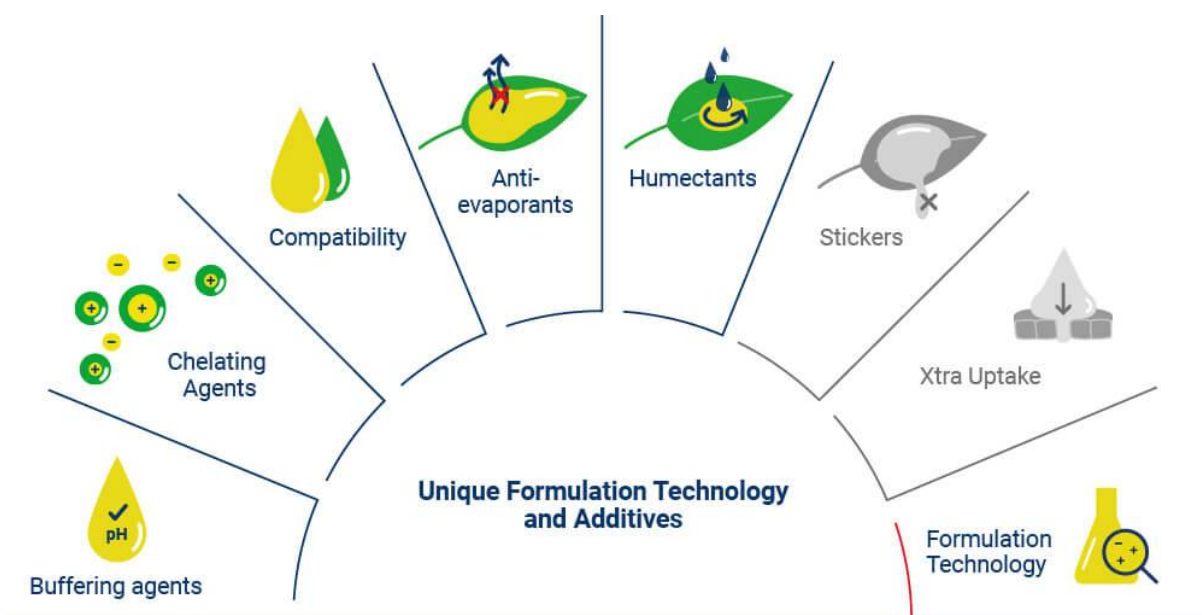 Buffering agents
pH
Chelating
Agents
Compatibility
Anti-
evaporants
Humectants
Stickers
Xtra Uptake
Formulation
Technology
Unique Formulation Technology
and Additives